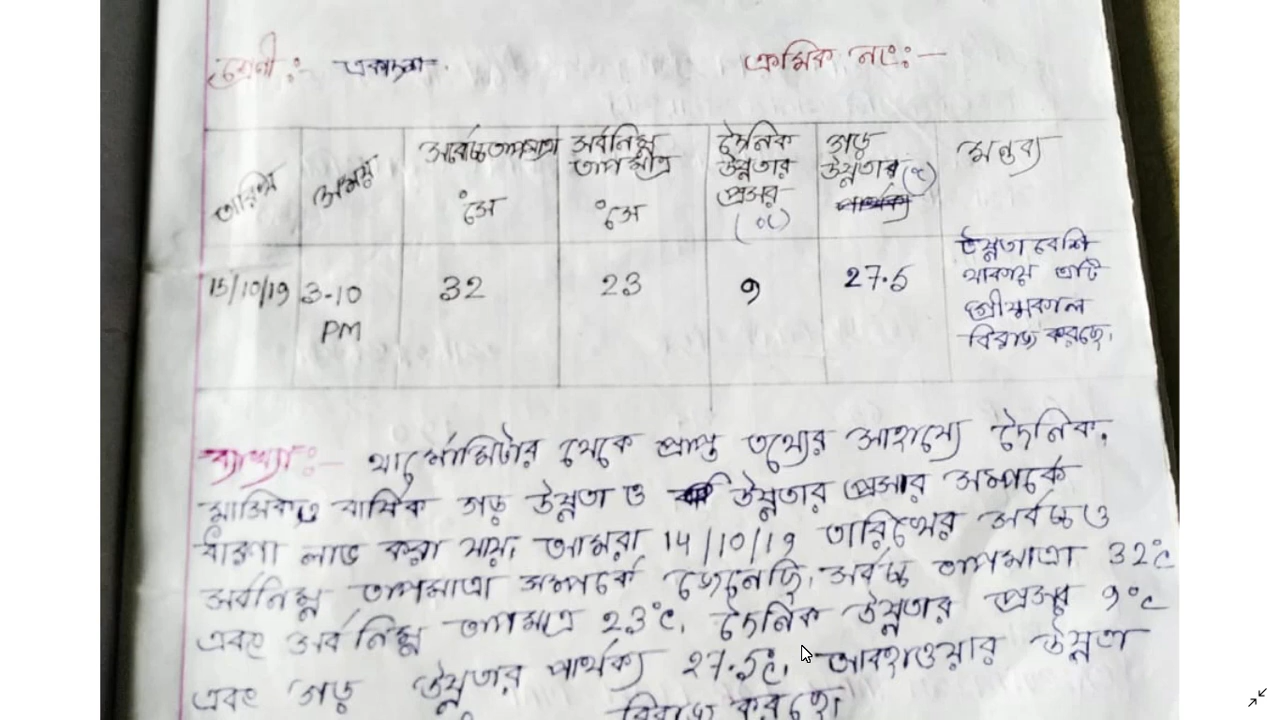 শ্রেণী :- একাদশ.
ক্রমিক নং :-
তারিখ সময় সর্বোচ্চ তাপমাত্রা °সে সর্বনিম্ন তাপমাত্রা °সে দৈনিক উষ্ণতার প্রসর (°C) গড় উষ্ণতার (°C) মন্তব্য
15/10/19 3-10 PM 32 23 9 27.5 উষ্ণতা বেশি থাকায় এটি গ্রীষ্মকাল বিরাজ করছে।
ব্যাখ্যা :- থার্মোমিটার থেকে প্রাপ্ত তথ্যের সাহায্যে দৈনিক,
মাসিক ও বার্ষিক গড় উষ্ণতা ও উষ্ণতার প্রসর সম্পর্কে
ধারণা লাভ করা যায়। আমরা 14/10/19 তারিখের সর্বচ্চ ও
সর্বনিম্ন তাপমাত্রা সম্পর্কে জেনেছি। সর্বচ্চ তাপমাত্রা 32°C
এবং সর্বনিম্ন তাপমাত্র 23°C. দৈনিক উষ্ণতার প্রসর 9°C
এবং গড় উষ্ণতার পার্থক্য 27.5°C. আবহাওয়ার উষ্ণতা
বিরাজ করছে।